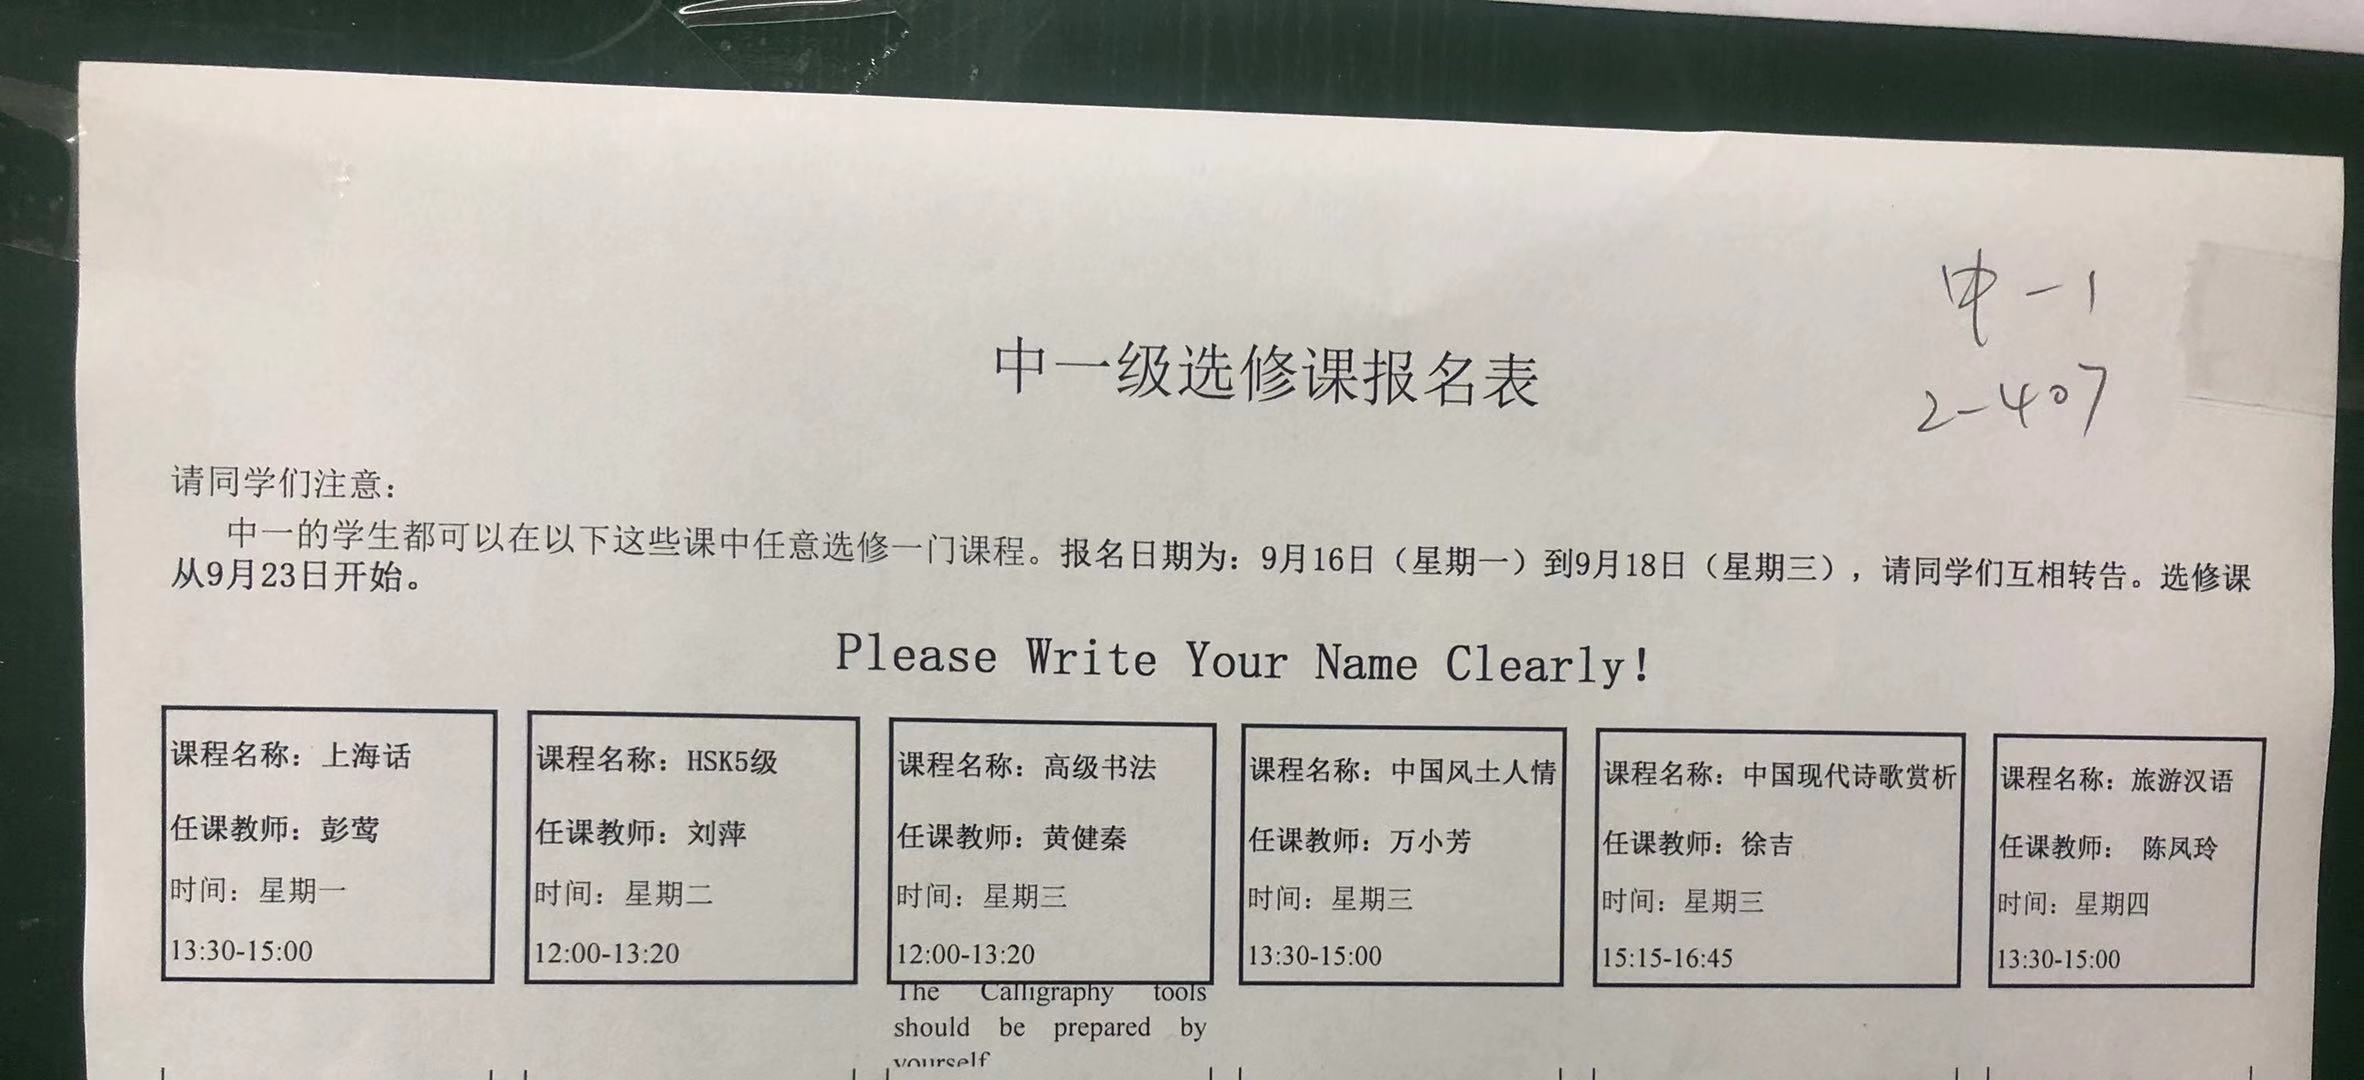 中-1
2-407
中一级选修课报名表
请同学们注意：
中一的学生都可以在以下这些课中任意选修一门课程。报名日期为：9月16日（星期一）到9月18日（星期三），请同学们互相转告。选修课
从9月23日开始。
Please Write Your Name Clearly!
课程名称：上海话
任课教师：彭莺
时间：星期一
13:30-15:00
课程名称：HSK5级
任课教师：刘萍
时间：星期二
12:00-13:20
课程名称：高级书法
任课教师：黄健秦
时间：星期三
12:00-13:20
The Calligraphy tools
should be prepared by
yourself
课程名称：中国风土人情
任课教师：万小芳
时间：星期三
13:30-15:00
课程名称：中国现代诗歌赏析
任课教师：徐吉
时间：星期三
15:15-16:45
课程名称：旅游汉语
任课教师： 陈凤玲
时间：星期四
13:30-15:00